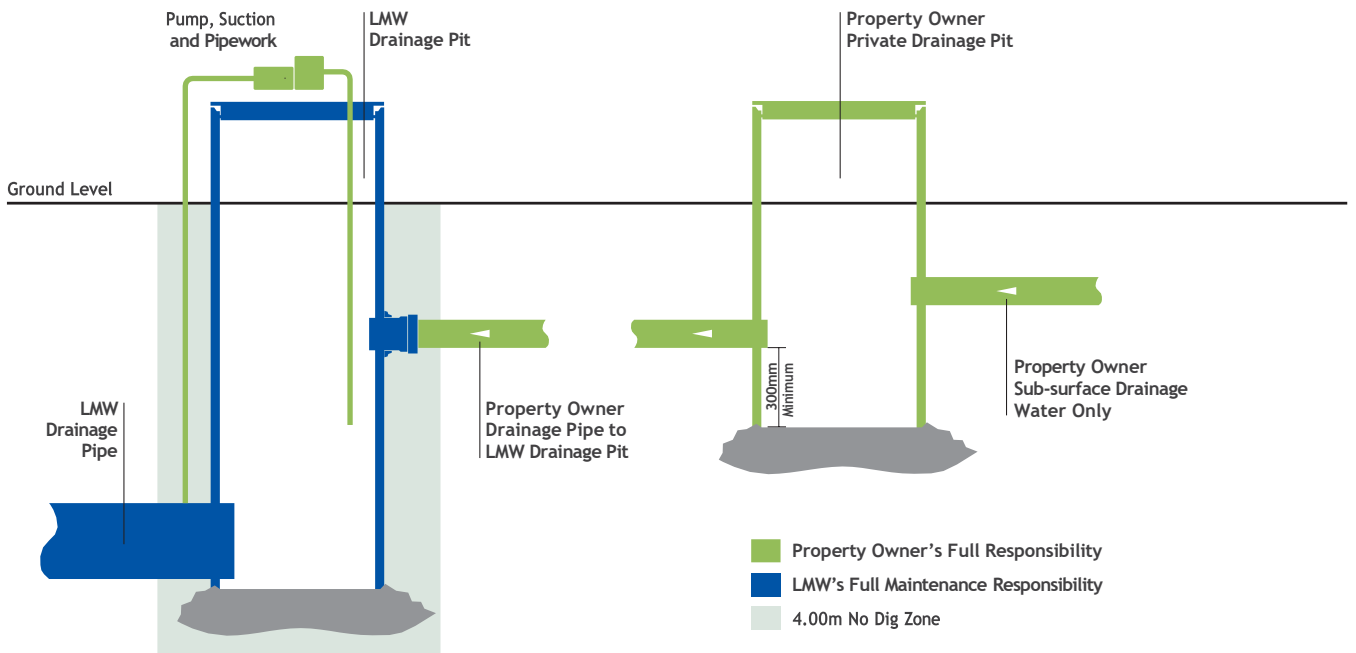 Pump, Suction
and Pipework
LMW
Drainage Pit
Property Owner
Private Drainage Pit
Ground Level
300mm
Minimum
LMW
Drainage
Pipe
Property Owner
Drainage Pipe to
LMW Drainage Pit
Property Owner
Sub-surface Drainage
Water Only
Property Owner's Full Responsibility
LMW's Full Maintenance Responsibility
4.00m No Dig Zone